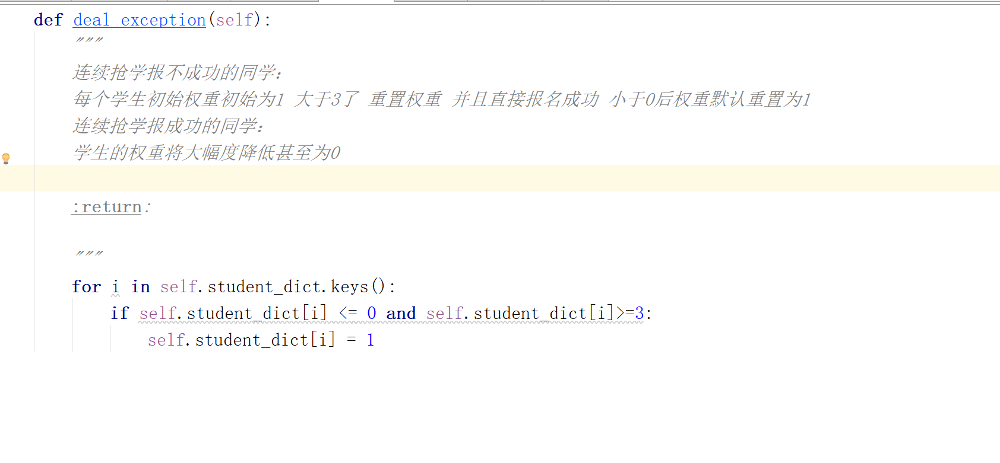 def deal_exception(self):
"""
连续抢学报不成功的同学：
每个学生初始权重初始为1 大于3了 重置权重 并且直接报名成功 小于0后权重默认重置为1
连续抢学报成功的同学：
学生的权重将大幅度降低甚至为0
:return:
"""
for i in self.student_dict.keys():
if self.student_dict[i] <= 0 and self.student_dict[i]>=3:
self.student_dict[i] = 1